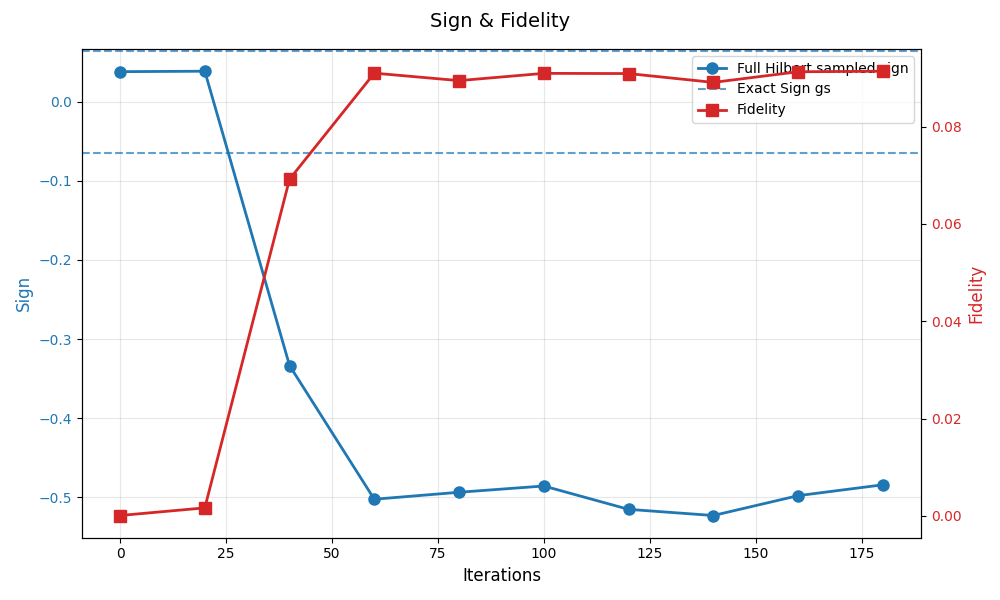 Sign & Fidelity
Full Hilbert sampled sign
Exact Sign gs
Fidelity
0.0
−0.1
−0.2
−0.3
−0.4
−0.5
Sign
0.08
0.06
0.04
0.02
0.00
Fidelity
0 25 50 75 100 125 150 175
Iterations